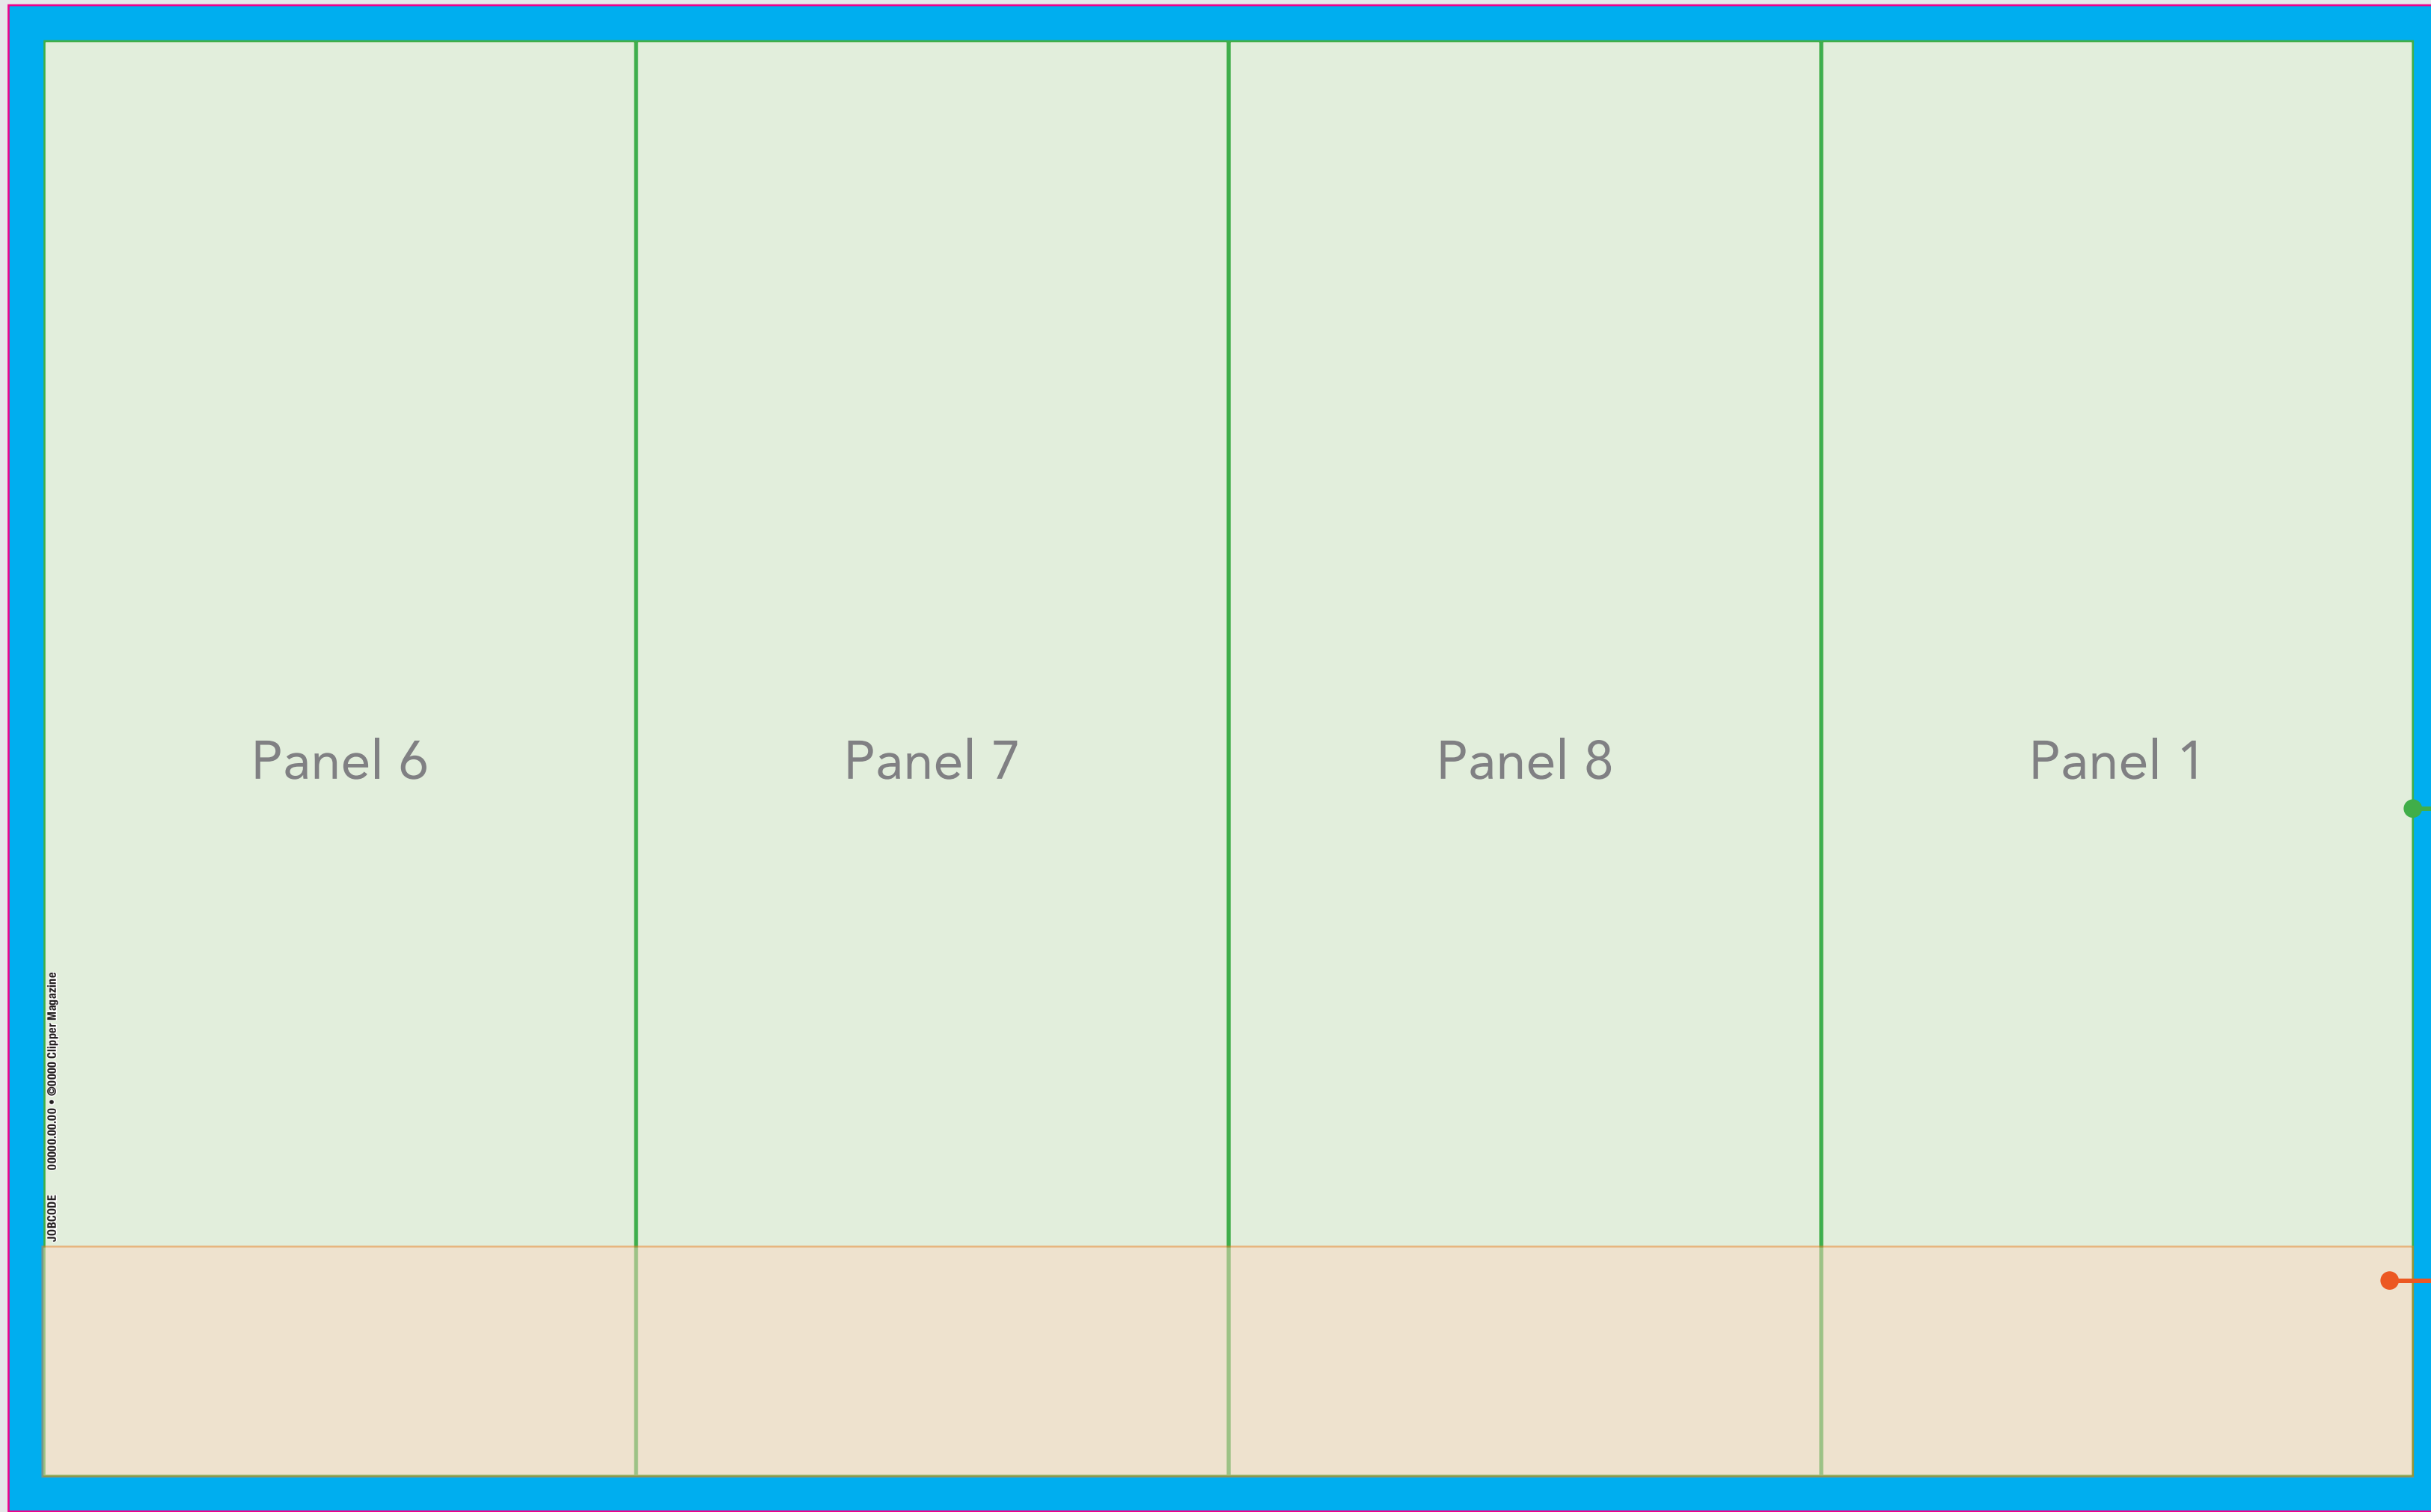 Panel 6
Panel 7
Panel 8
Panel 1
JOBCODE 00000.00.00 • ©0000 Clipper Magazine